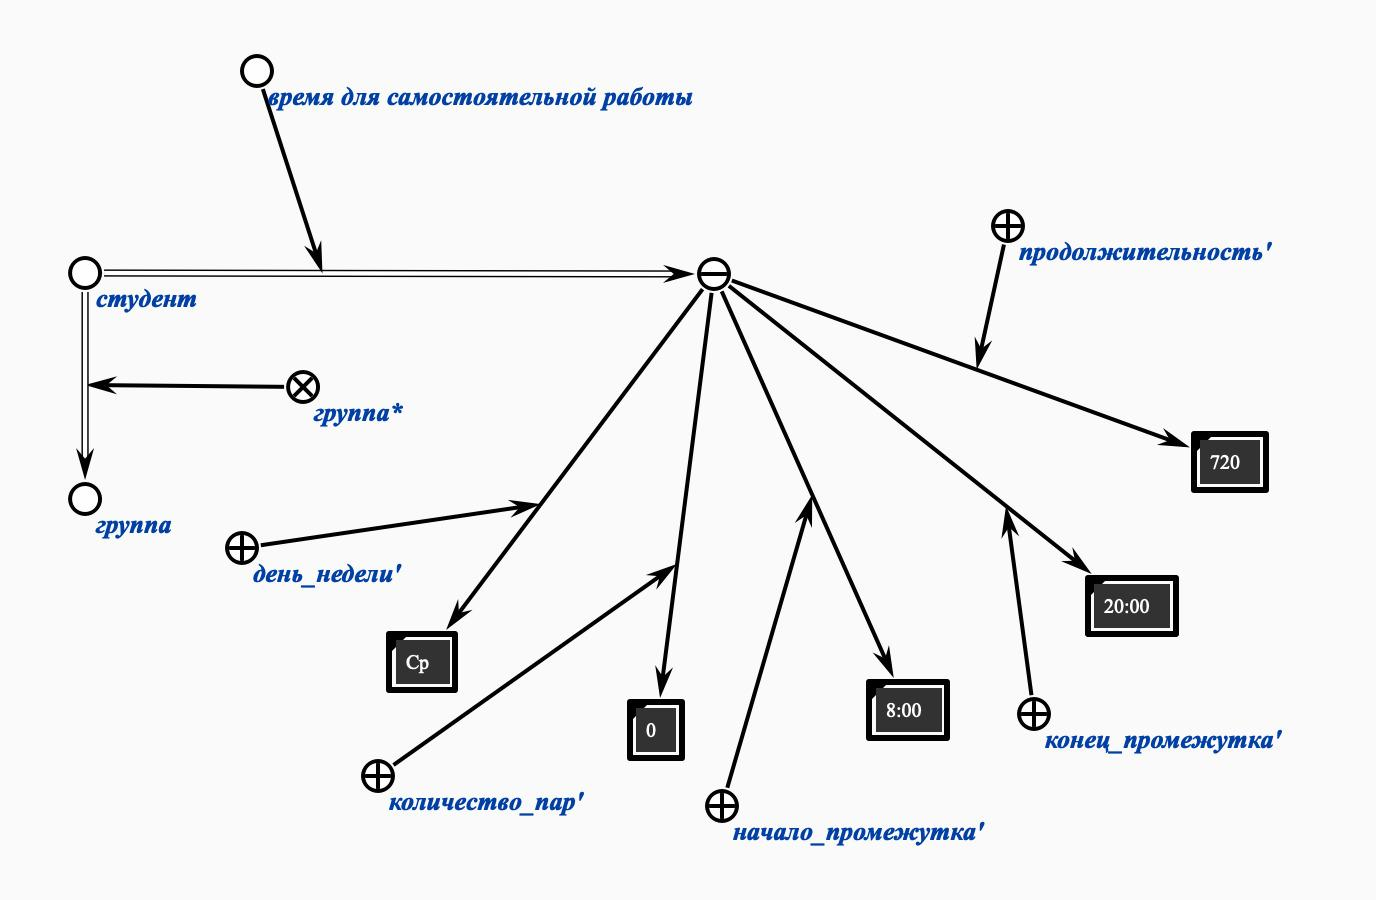 время для самостоятельной работы
продолжительность'
студент
группа*
720
группа
день_недели'
20:00
Ср
8:00
0
конец_промежутка'
количество_пар'
начало_промежутка'